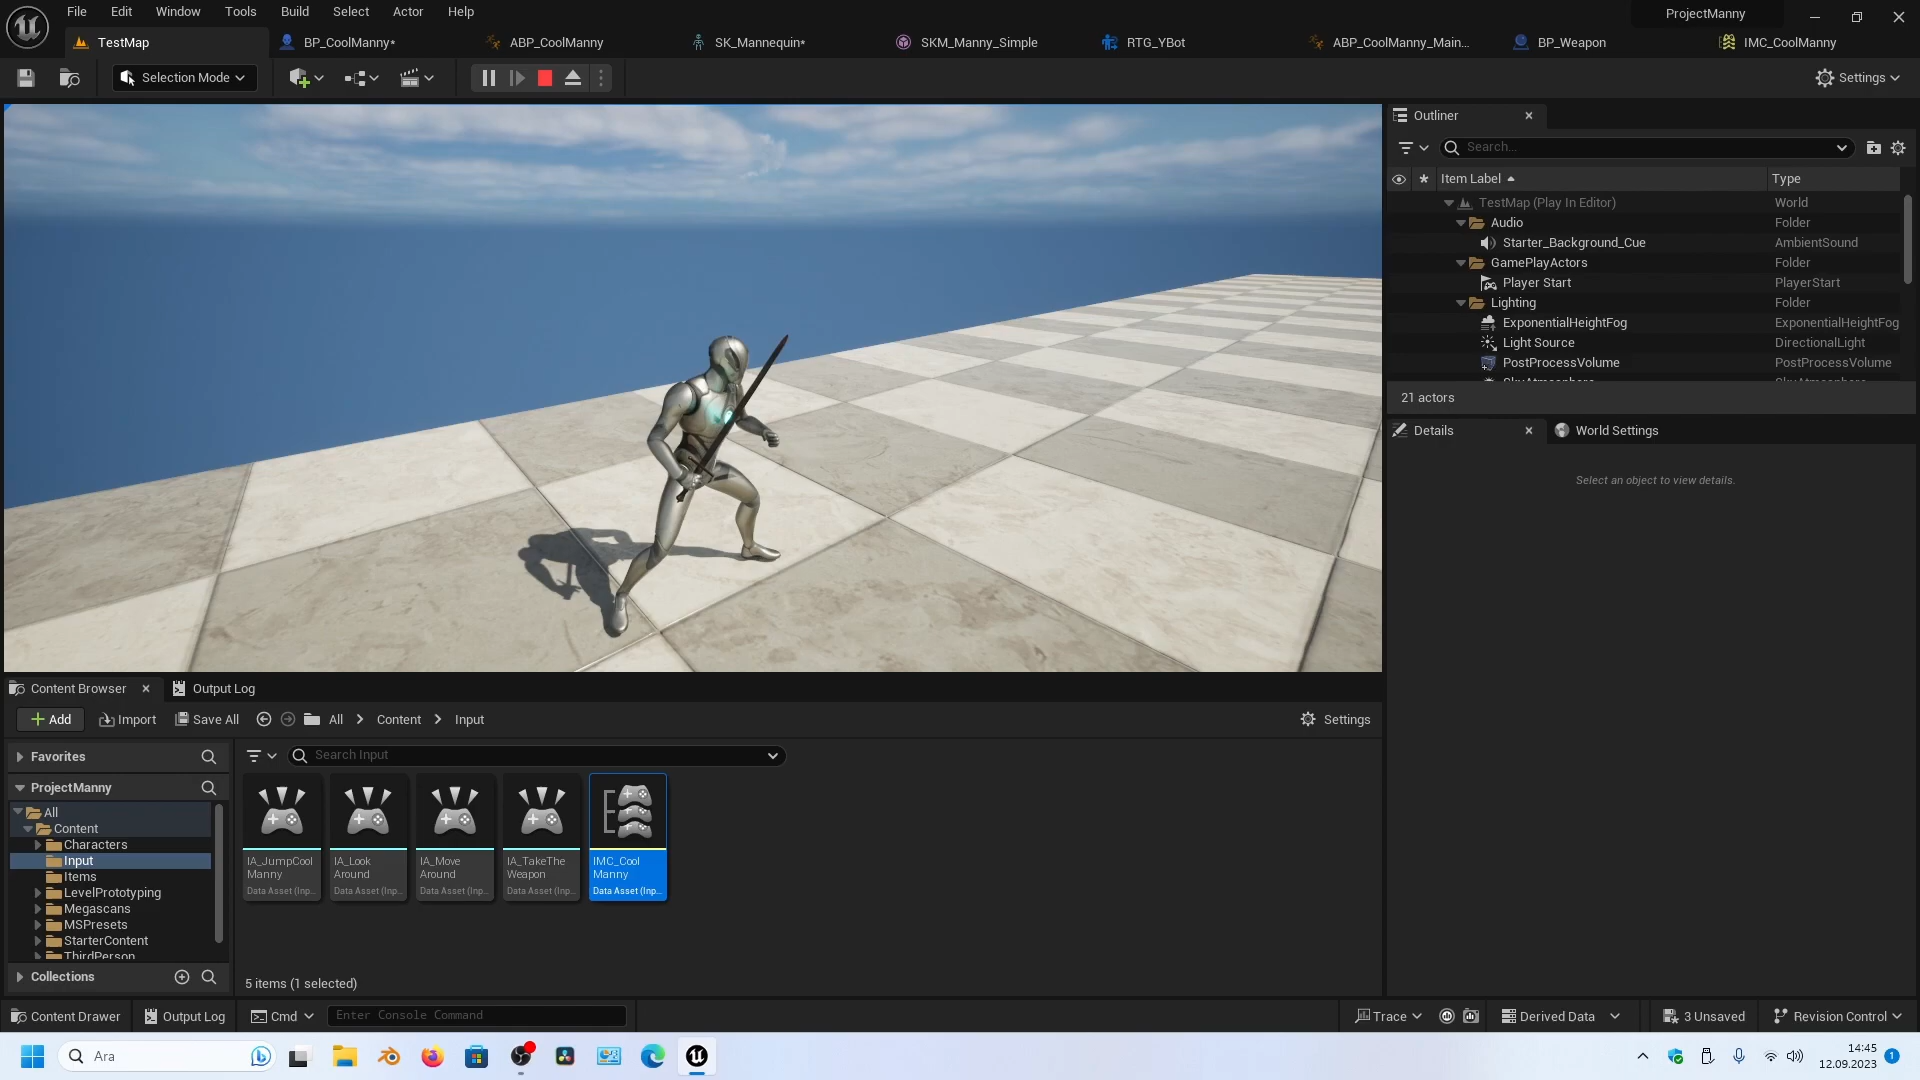 File Edit Window Tools Build Select Actor Help
ProjectManny
TestMap
BP_CoolManny*
ABP_CoolManny
SK_Mannequin*
SKM_Manny_Simple
RTG_YBot
ABP_CoolManny_Main...
BP_Weapon
IMC_CoolManny
Selection Mode
Settings
Outliner
Search...
Item Label Type
TestMap (Play In Editor) World
Audio Folder
Starter_Background_Cue AmbientSound
GamePlayActors Folder
Player Start PlayerStart
Lighting Folder
ExponentialHeightFog ExponentialHeightFog
Light Source DirectionalLight
PostProcessVolume PostProcessVolume
SkyAtmosphere SkyAtmosphere
21 actors
Details
World Settings
Select an object to view details.
Content Browser
Output Log
Add
Import
Save All
All
Content
Input
Settings
Favorites
ProjectManny
All
Content
Characters
Input
Items
LevelPrototyping
Megascans
MSPresets
StarterContent
ThirdPerson
Collections
Search Input
IA_JumpCool
Manny
Data Asset (Inp...
IA_Look
Around
Data Asset (Inp...
IA_Move
Around
Data Asset (Inp...
IA_TakeThe
Weapon
Data Asset (Inp...
IMC_Cool
Manny
Data Asset (Inp...
5 items (1 selected)
Content Drawer
Output Log
Cmd
Enter Console Command
Trace
Derived Data
3 Unsaved
Revision Control
Ara
14:45
12.09.2023
1